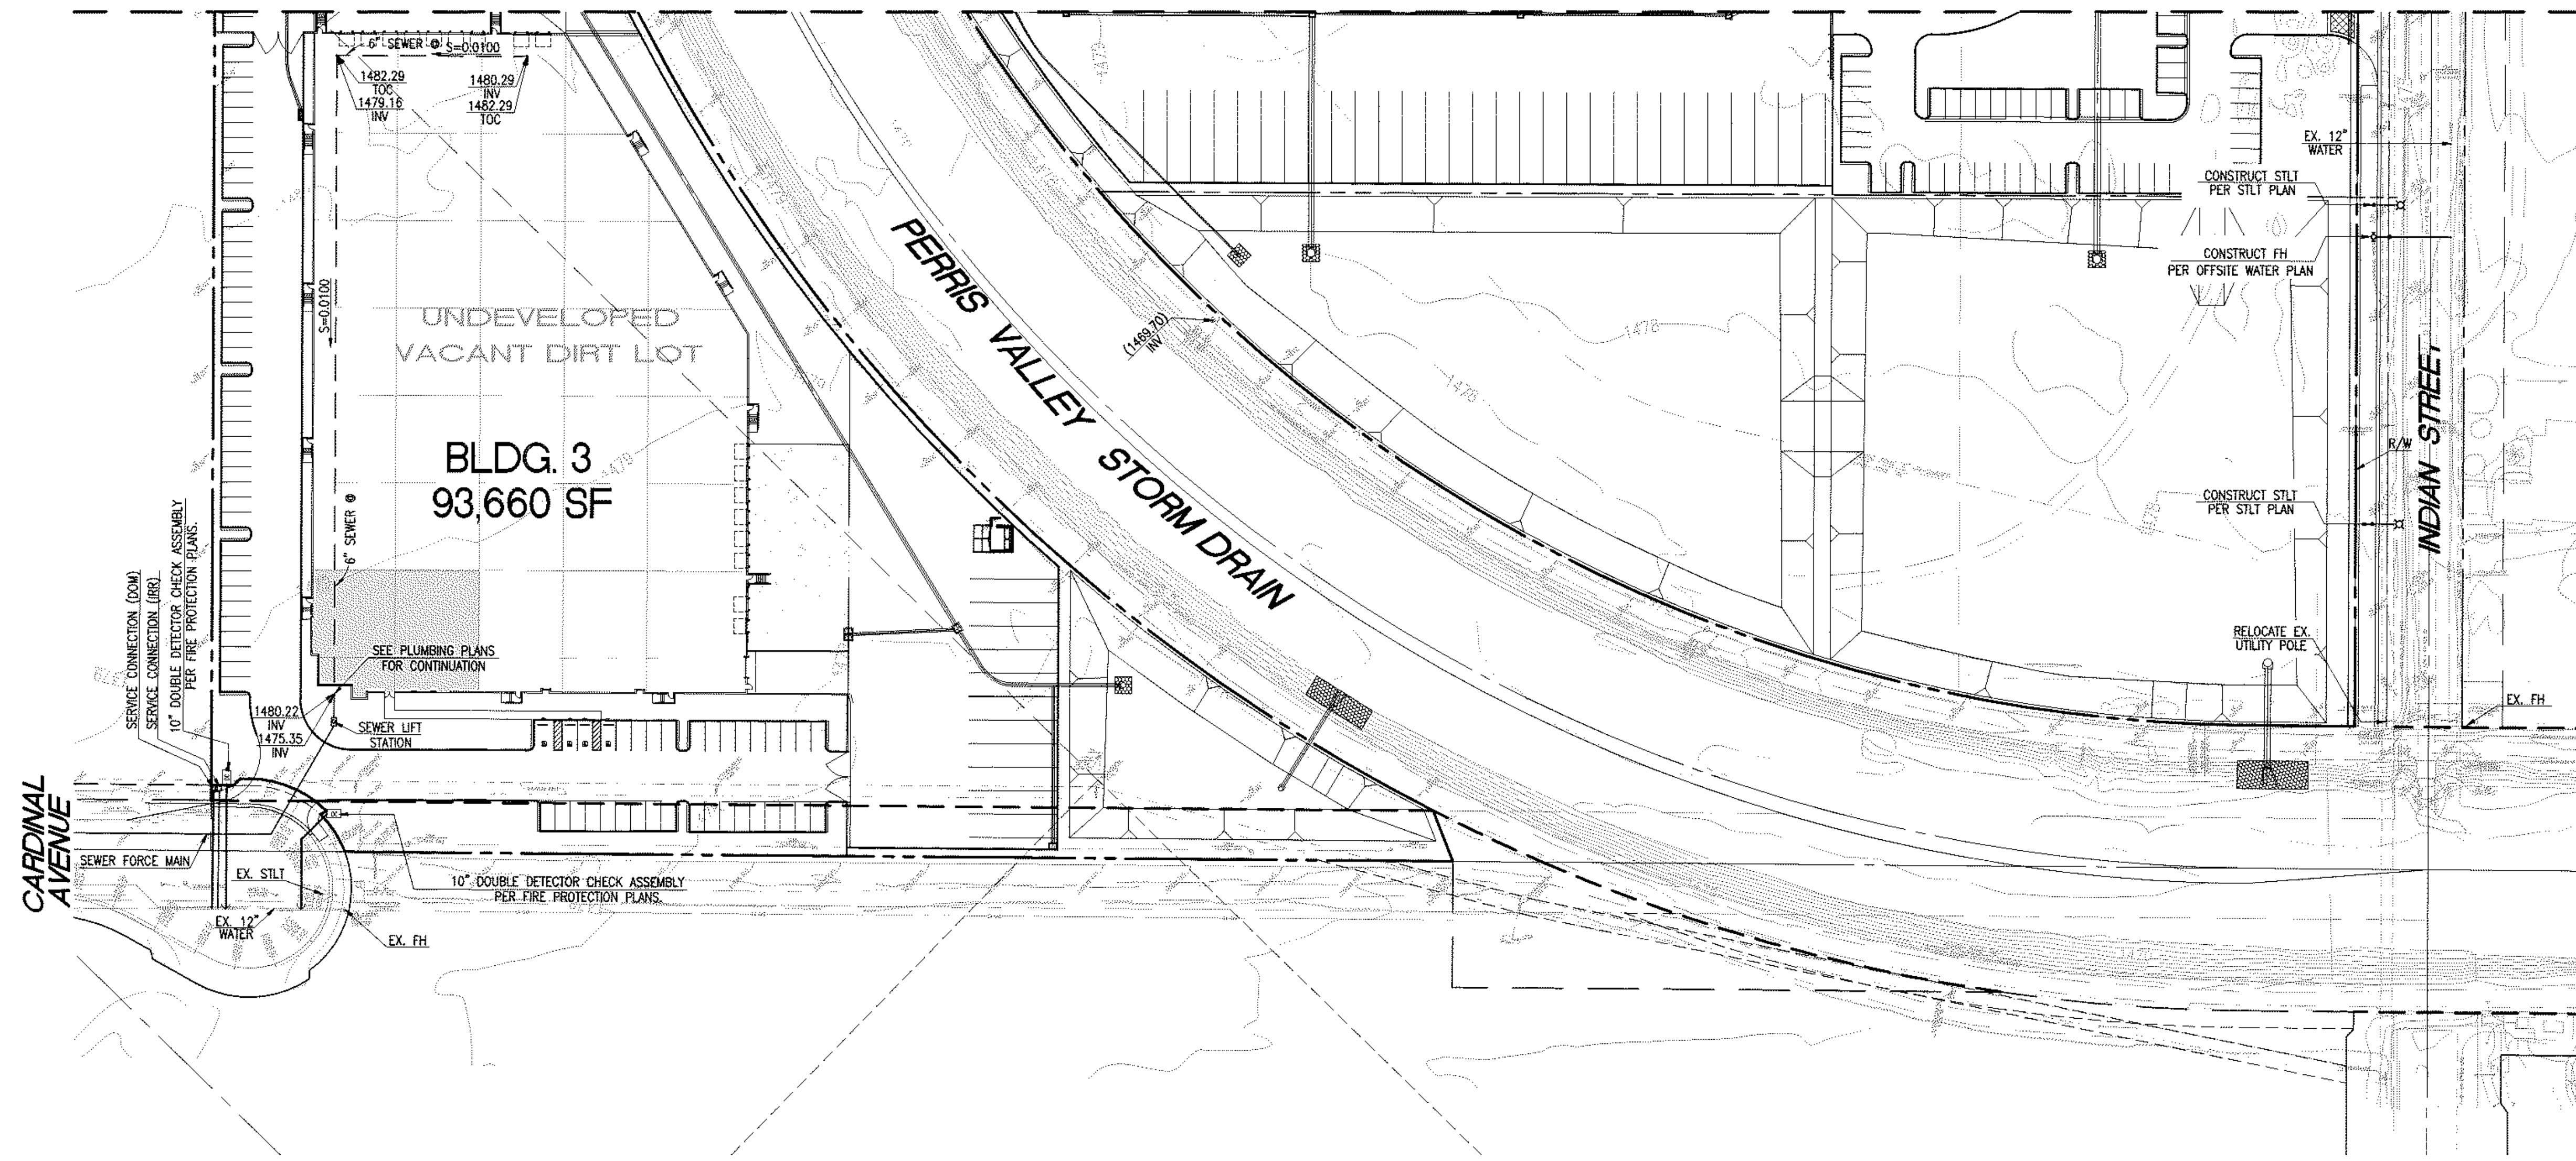 6" SEWER @ S=0.0100
1482.29
TOC
1479.16
INV
1480.29
INV
1482.29
TOC
S=0.0100
UNDEVELOPED
VACANT DIRT LOT
BLDG. 3
93,660 SF
6" SEWER @
SERVICE CONNECTION (DOM)
SERVICE CONNECTION (IRR)
10" DOUBLE DETECTOR CHECK ASSEMBLY
PER FIRE PROTECTION PLANS.
SEE PLUMBING PLANS
FOR CONTINUATION
1480.22
INV
1475.35
INV
SEWER LIFT
STATION
CARDINAL
AVENUE
SEWER FORCE MAIN
EX. STLT
EX. 12"
WATER
EX. FH
10" DOUBLE DETECTOR CHECK ASSEMBLY
PER FIRE PROTECTION PLANS.
PERRIS VALLEY STORM DRAIN
(1469.70)
INV
1478
1478
EX. 12"
WATER
CONSTRUCT STLT
PER STLT PLAN
CONSTRUCT FH
PER OFFSITE WATER PLAN
INDIAN STREET
R/W
CONSTRUCT STLT
PER STLT PLAN
RELOCATE EX.
UTILITY POLE
EX. FH